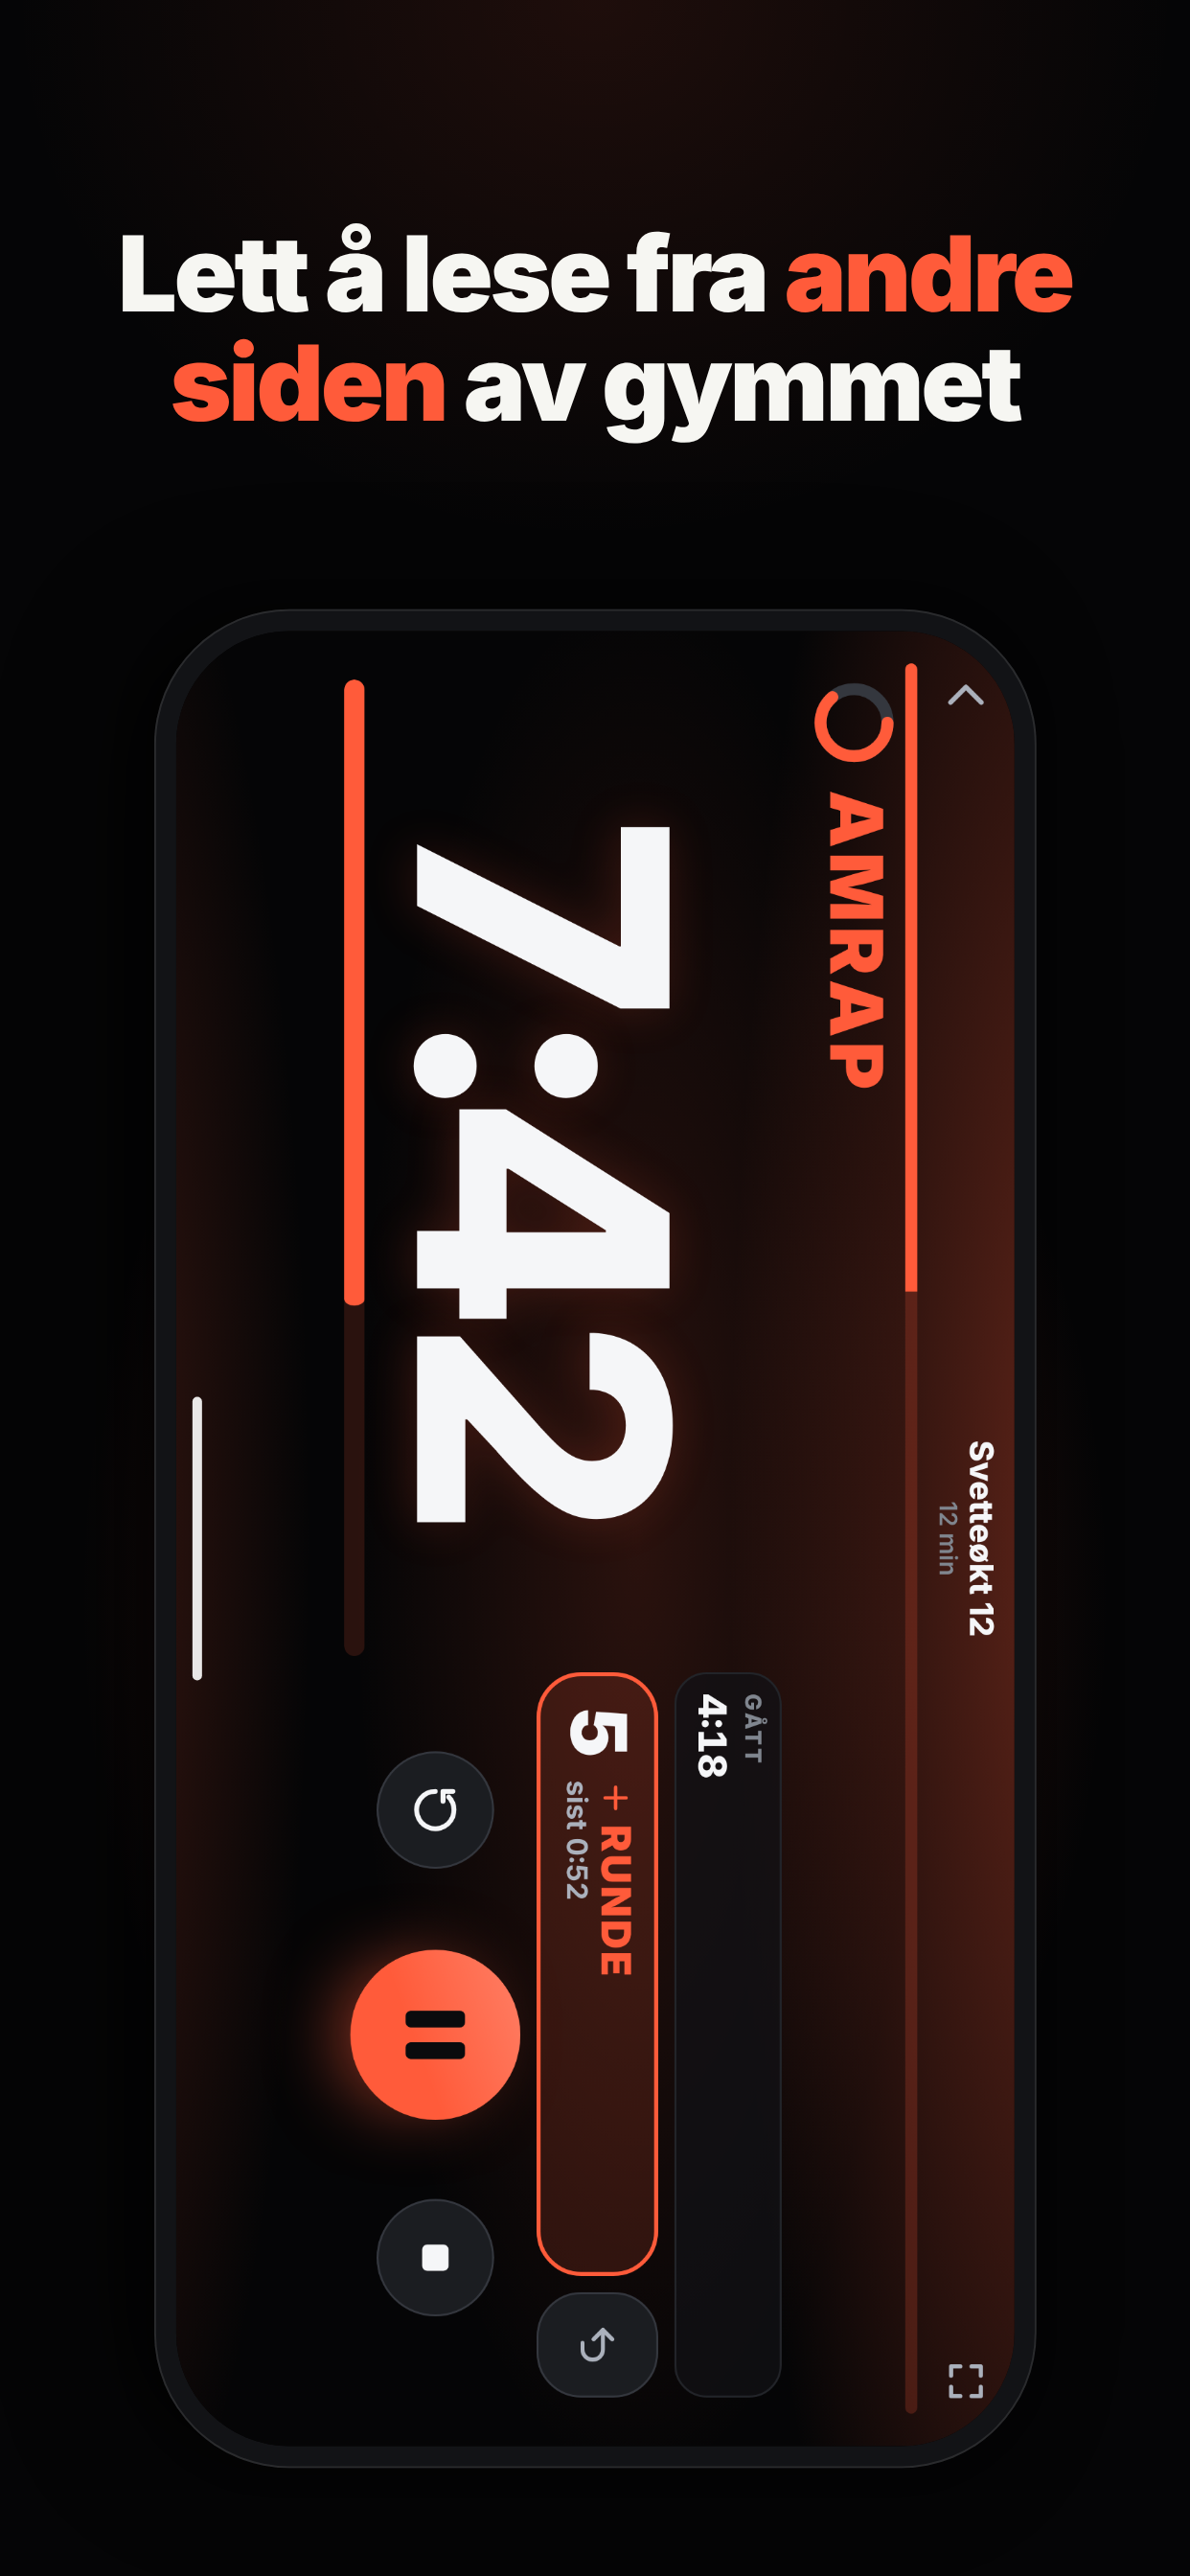 Lett å lese fra andre
siden av gymmet
Svetteøkt 12
12 min
AMRAP
7:42
GÅTT
4:18
5
+ RUNDE
sist 0:52